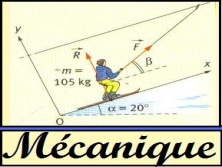 y
R
F
β
x
m=
105 kg
α = 20°
O
Mécanique